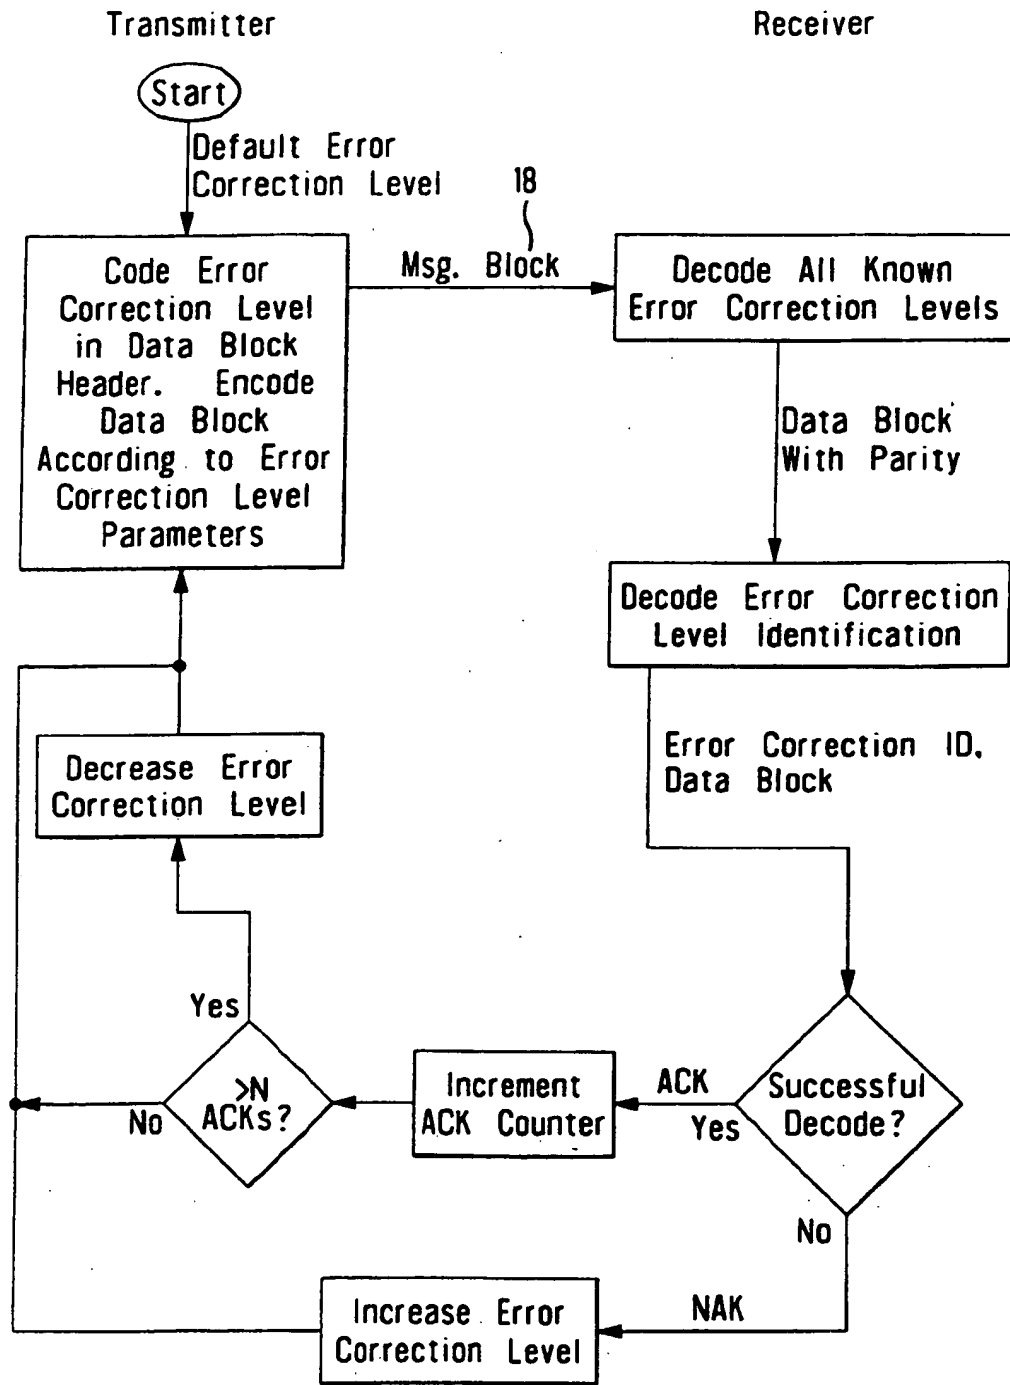 Transmitter
Receiver
Start
Default Error
Correction Level
18
Code Error
Correction Level
in Data Block
Header. Encode
Data Block
According to Error
Correction Level
Parameters
Msg. Block
Decode All Known
Error Correction Levels
Data Block
With Parity
Decode Error Correction
Level Identification
Error Correction ID,
Data Block
Decrease Error
Correction Level
Yes
>N
ACKs?
No
Increment
ACK Counter
ACK
Yes
Successful
Decode?
No
NAK
Increase Error
Correction Level